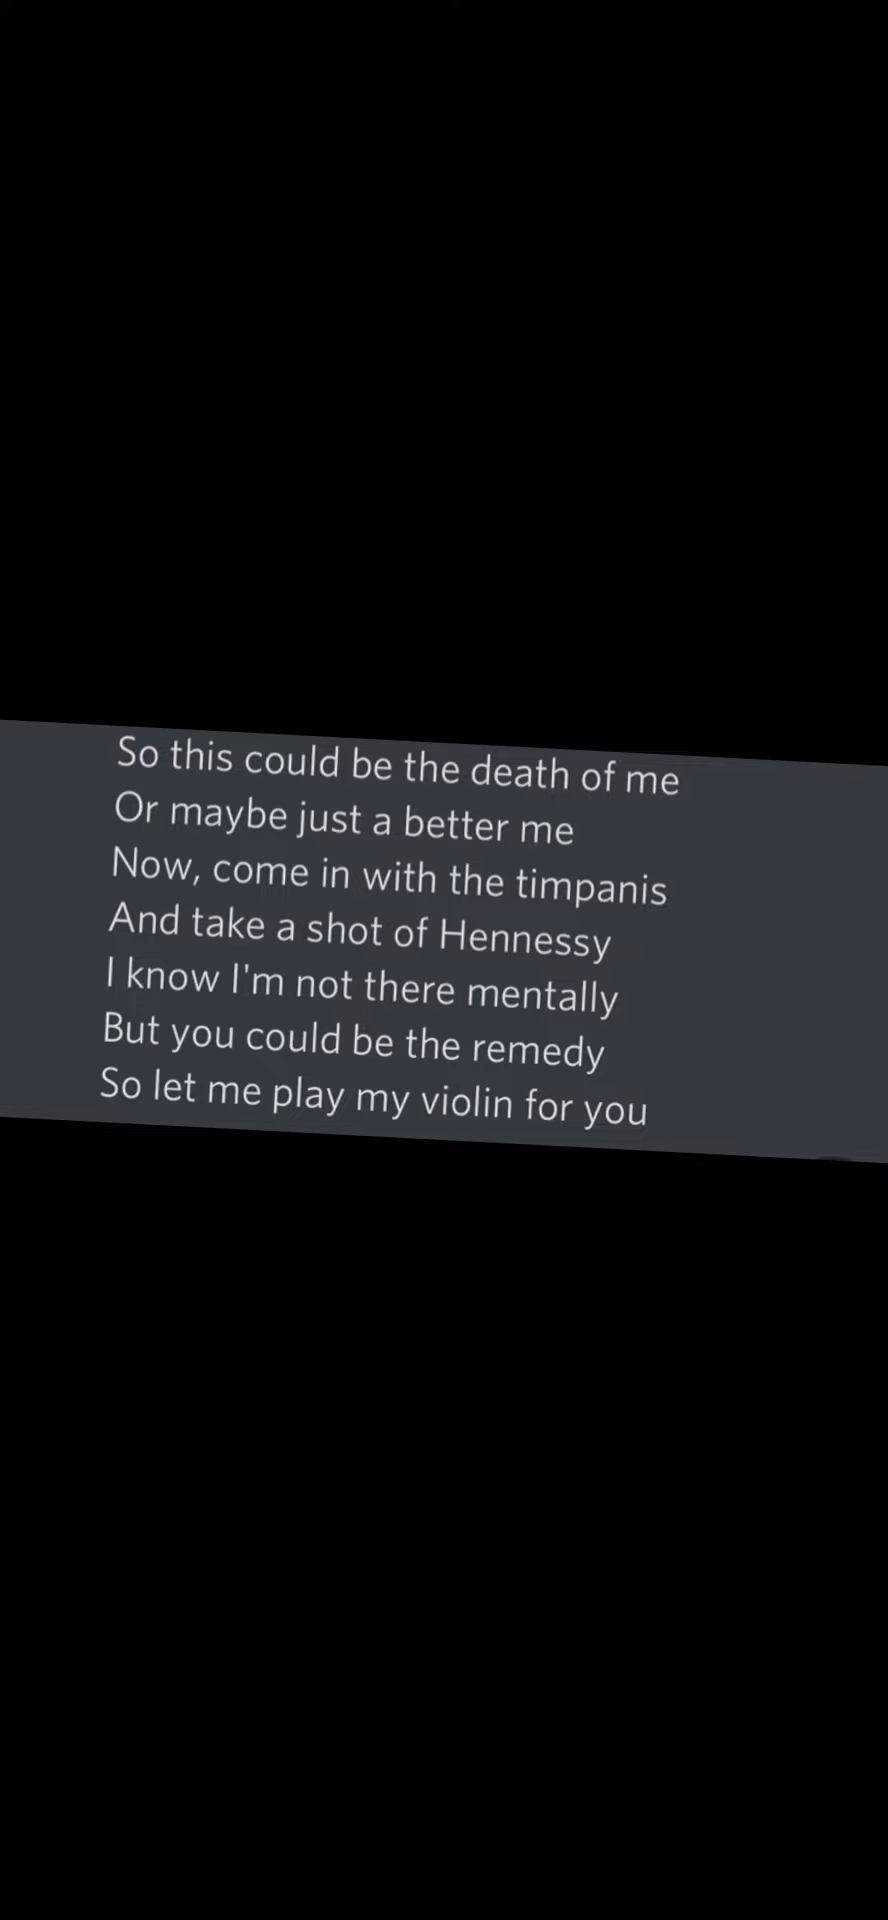 So this could be the death of me
Or maybe just a better me
Now, come in with the timpanis
And take a shot of Hennessy
I know I'm not there mentally
But you could be the remedy
So let me play my violin for you